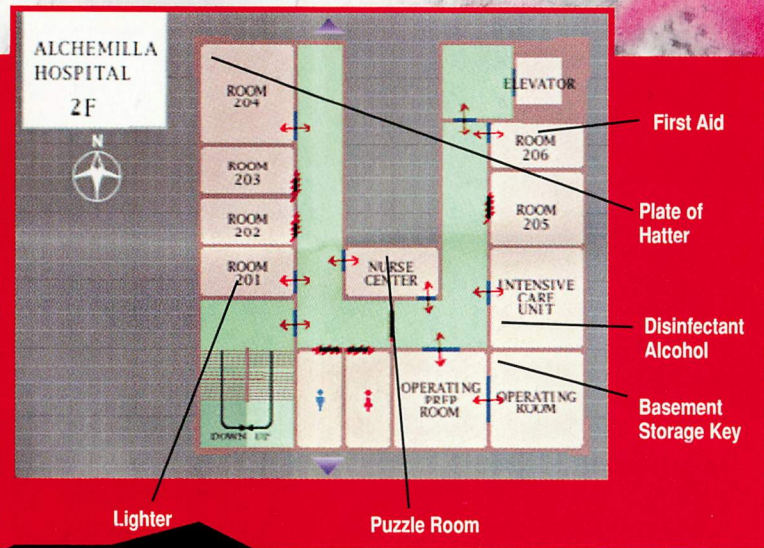 ALCHEMILLA
HOSPITAL
2F
N
ROOM
204
ROOM
203
ROOM
202
ROOM
201
DOWN UP
NURSE
CENTER
OPERATING
PREP
ROOM
OPERATING
ROOM
INTENSIVE
CARE
UNIT
ROOM
205
ROOM
206
ELEVATOR
First Aid
Plate of
Hatter
Disinfectant
Alcohol
Basement
Storage Key
Lighter
Puzzle Room